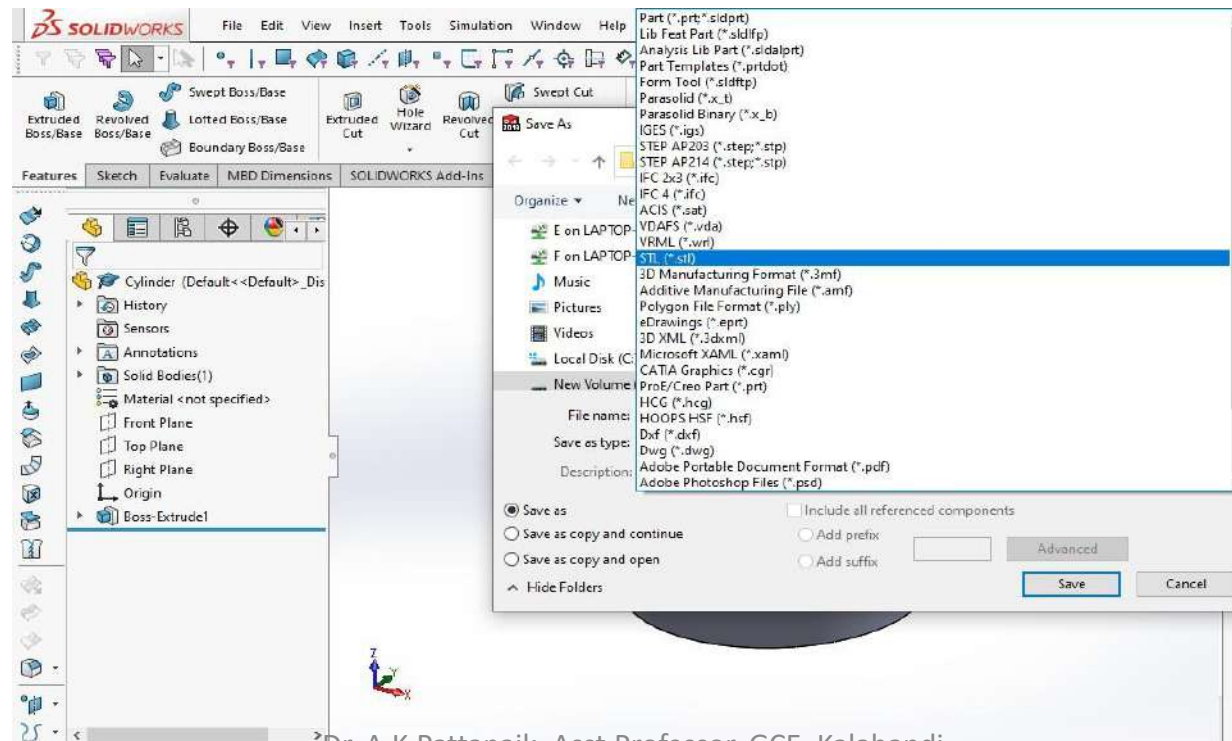 SOLIDWORKS File Edit View Insert Tools Simulation Window Help
Extruded Boss/Base
Revolved Boss/Base
Swept Boss/Base
Lofted Boss/Base
Boundary Boss/Base
Extruded Cut
Hole Wizard
Revolved Cut
Swept Cut
Features Sketch Evaluate MBD Dimensions SOLIDWORKS Add-Ins
Cylinder (Default<<Default>_Dis
History
Sensors
Annotations
Solid Bodies(1)
Material <not specified>
Front Plane
Top Plane
Right Plane
Origin
Boss-Extrude1
Save As
Organize Ne
E on LAPTOP-
F on LAPTOP-
Music
Pictures
Videos
Local Disk (C:
New Volume
File name:
Save as type:
Description:
Part (*.prt;*.sldprt)
Lib Feat Part (*.sldlfp)
Analysis Lib Part (*.sldalprt)
Part Templates (*.prtdot)
Form Tool (*.sldftp)
Parasolid (*.x_t)
Parasolid Binary (*.x_b)
IGES (*.igs)
STEP AP203 (*.step;*.stp)
STEP AP214 (*.step;*.stp)
IFC 2x3 (*.ifc)
IFC 4 (*.ifc)
ACIS (*.sat)
VDAFS (*.vda)
VRML (*.wrl)
STL (*.stl)
3D Manufacturing Format (*.3mf)
Additive Manufacturing File (*.amf)
Polygon File Format (*.ply)
eDrawings (*.eprt)
3D XML (*.3dxml)
Microsoft XAML (*.xaml)
CATIA Graphics (*.cgr)
ProE/Creo Part (*.prt)
HCG (*.hcg)
HOOPS HSF (*.hsf)
Dxf (*.dxf)
Dwg (*.dwg)
Adobe Portable Document Format (*.pdf)
Adobe Photoshop Files (*.psd)
Save as
Save as copy and continue
Save as copy and open
Include all referenced components
Add prefix
Add suffix
Advanced
Hide Folders
Save Cancel
Z
Y
X